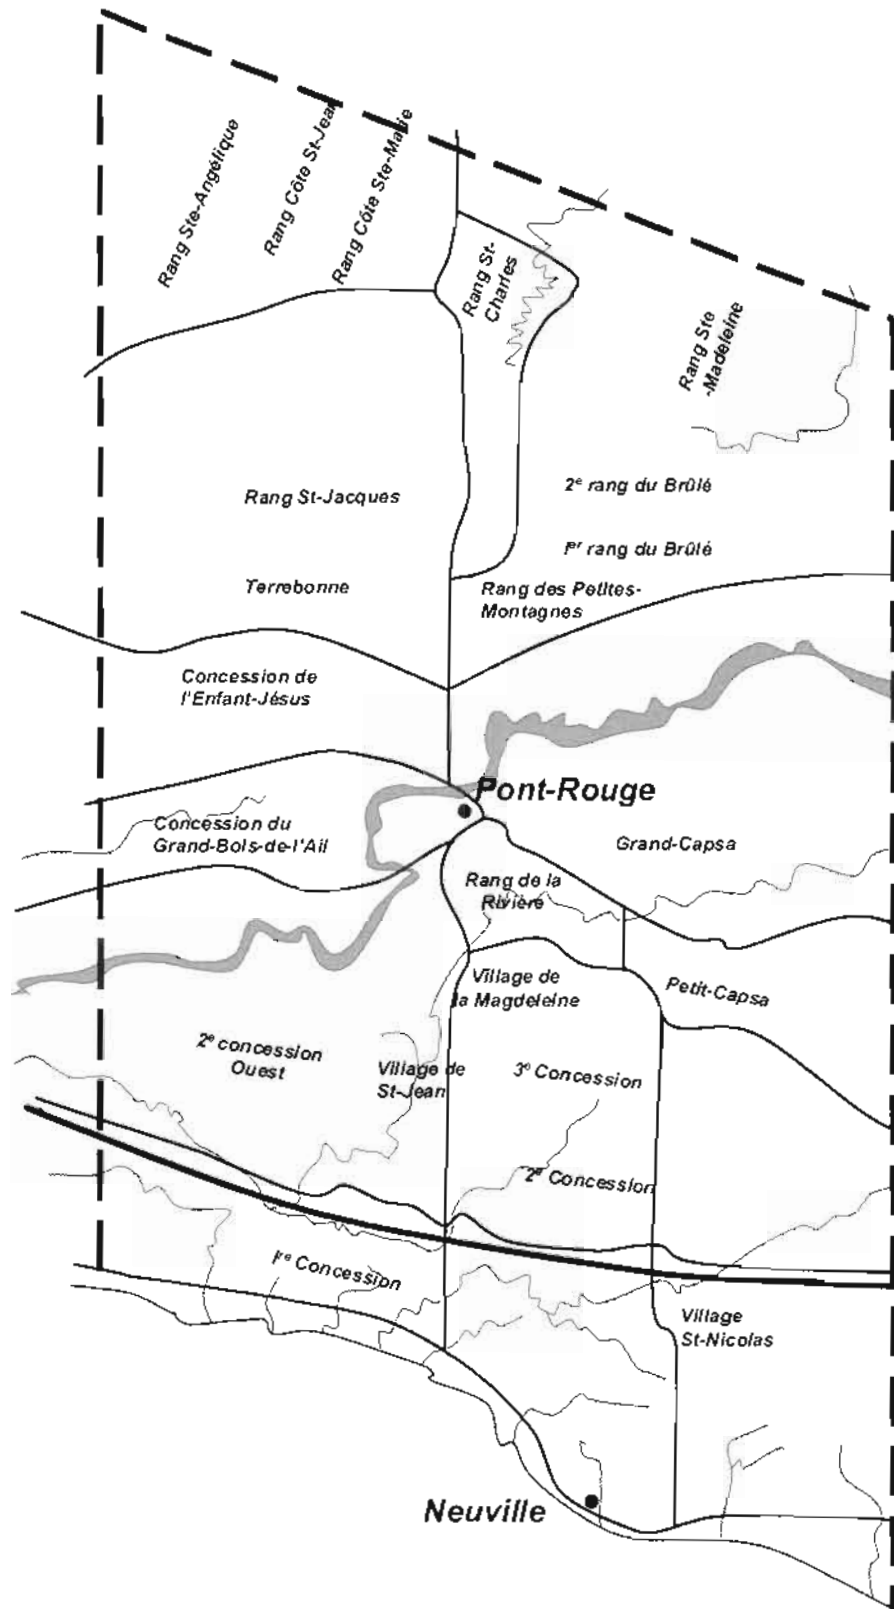 Rang Ste-Angélique
Rang Côte St-Jean
Rang Côte Ste-Marie
Rang St-
Charles
Rang Ste
-Madeleine
Rang St-Jacques
2e rang du Brûlé
1er rang du Brûlé
Terrebonne
Rang des Petites-
Montagnes
Concession de
l'Enfant-Jésus
Pont-Rouge
Concession du
Grand-Bois-de-l'Ail
Grand-Capsa
Rang de la
Rivière
Village de
la Magdeleine
Petit-Capsa
2e concession
Ouest
Village de
St-Jean
3e Concession
2e Concession
1re Concession
Village
St-Nicolas
Neuville